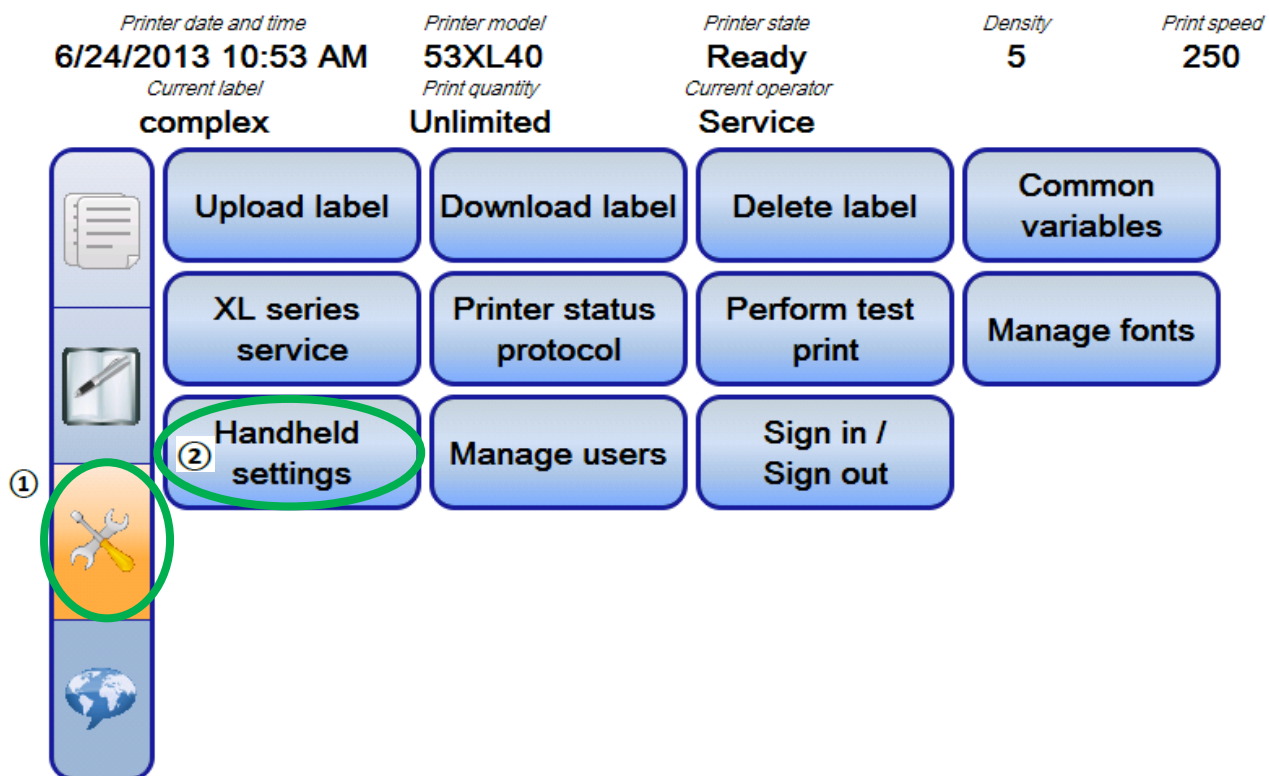 Printer date and time Printer model Printer state Density Print speed
6/24/2013 10:53 AM 53XL40 Ready 5 250
Current label Print quantity Current operator
complex Unlimited Service
Upload label Download label Delete label Common
variables
XL series
service
Printer status
protocol
Perform test
print
Manage fonts
①
②
Handheld
settings
Manage users
Sign in /
Sign out